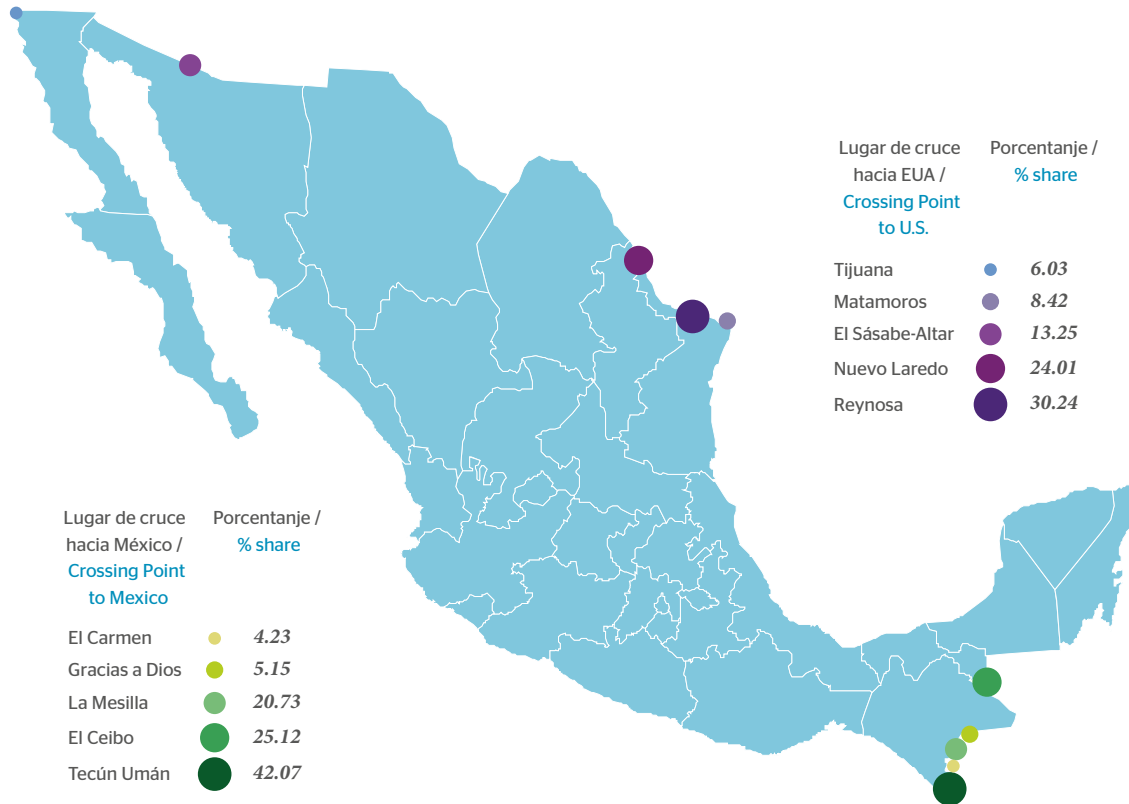 Lugar de cruce
hacia EUA /
Crossing Point
to U.S.
Porcentanje /
% share
Tijuana 6.03
Matamoros 8.42
El Sásabe-Altar 13.25
Nuevo Laredo 24.01
Reynosa 30.24
Lugar de cruce
hacia México /
Crossing Point
to Mexico
Porcentanje /
% share
El Carmen 4.23
Gracias a Dios 5.15
La Mesilla 20.73
El Ceibo 25.12
Tecún Umán 42.07